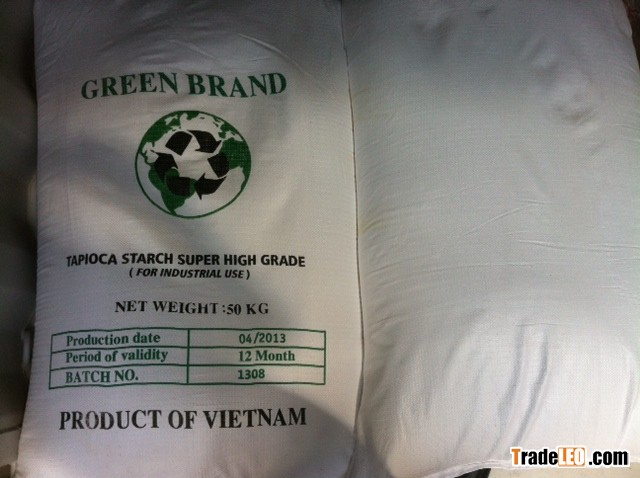 GREEN BRAND
TAPIOCA STARCH SUPER HIGH GRADE
( FOR INDUSTRIAL USE )
NET WEIGHT :50 KG
Production date 04/2013
Period of validity 12 Month
BATCH NO. 1308
PRODUCT OF VIETNAM
TradeLEO.com